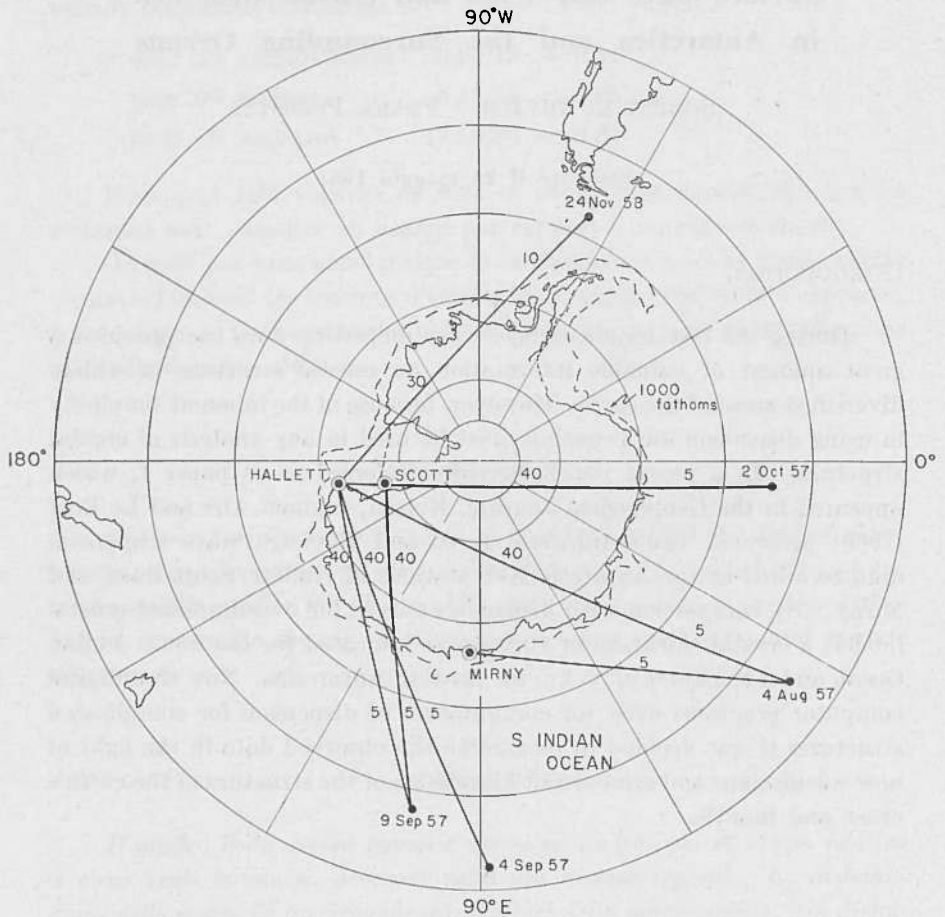 90°W
24 Nov 58
10
30
1000
fathoms
180°
HALLETT
SCOTT
40
5
2 Oct 57
0°
40
40
40
40
5
5
MIRNY
4 Aug 57
5
5
5
S INDIAN
OCEAN
9 Sep 57
4 Sep 57
90°E